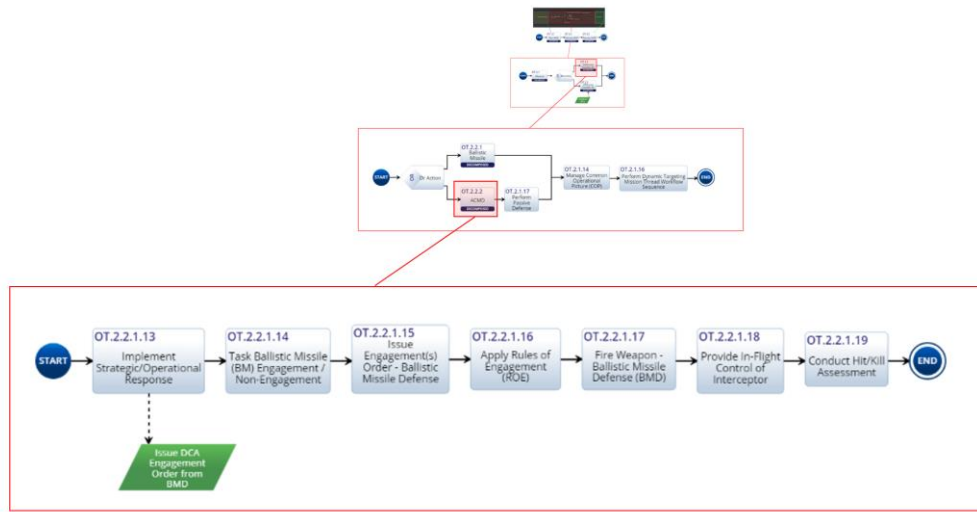 START
OR
Or Action
OT.2.2.1
Ballistic
Missile
DECOMPOSED
OT.2.2.2
ACMD
DECOMPOSED
OT.2.1.17
Perform
Passive
Defense
OT.2.1.14
Manage Common
Operational
Picture (COP)
OT.2.1.16
Perform Dynamic Targeting
Mission Thread Workflow
Sequence
END
START
OT.2.2.1.13
Implement
Strategic/Operational
Response
OT.2.2.1.14
Task Ballistic Missile
(BM) Engagement /
Non-Engagement
OT.2.2.1.15
Issue
Engagement(s)
Order - Ballistic
Missile Defense
OT.2.2.1.16
Apply Rules of
Engagement (ROE)
OT.2.2.1.17
Fire Weapon -
Ballistic Missile
Defense (BMD)
OT.2.2.1.18
Provide In-Flight
Control of
Interceptor
OT.2.2.1.19
Conduct Hit/Kill
Assessment
END
Issue DCA
Engagement
Order from
BMD